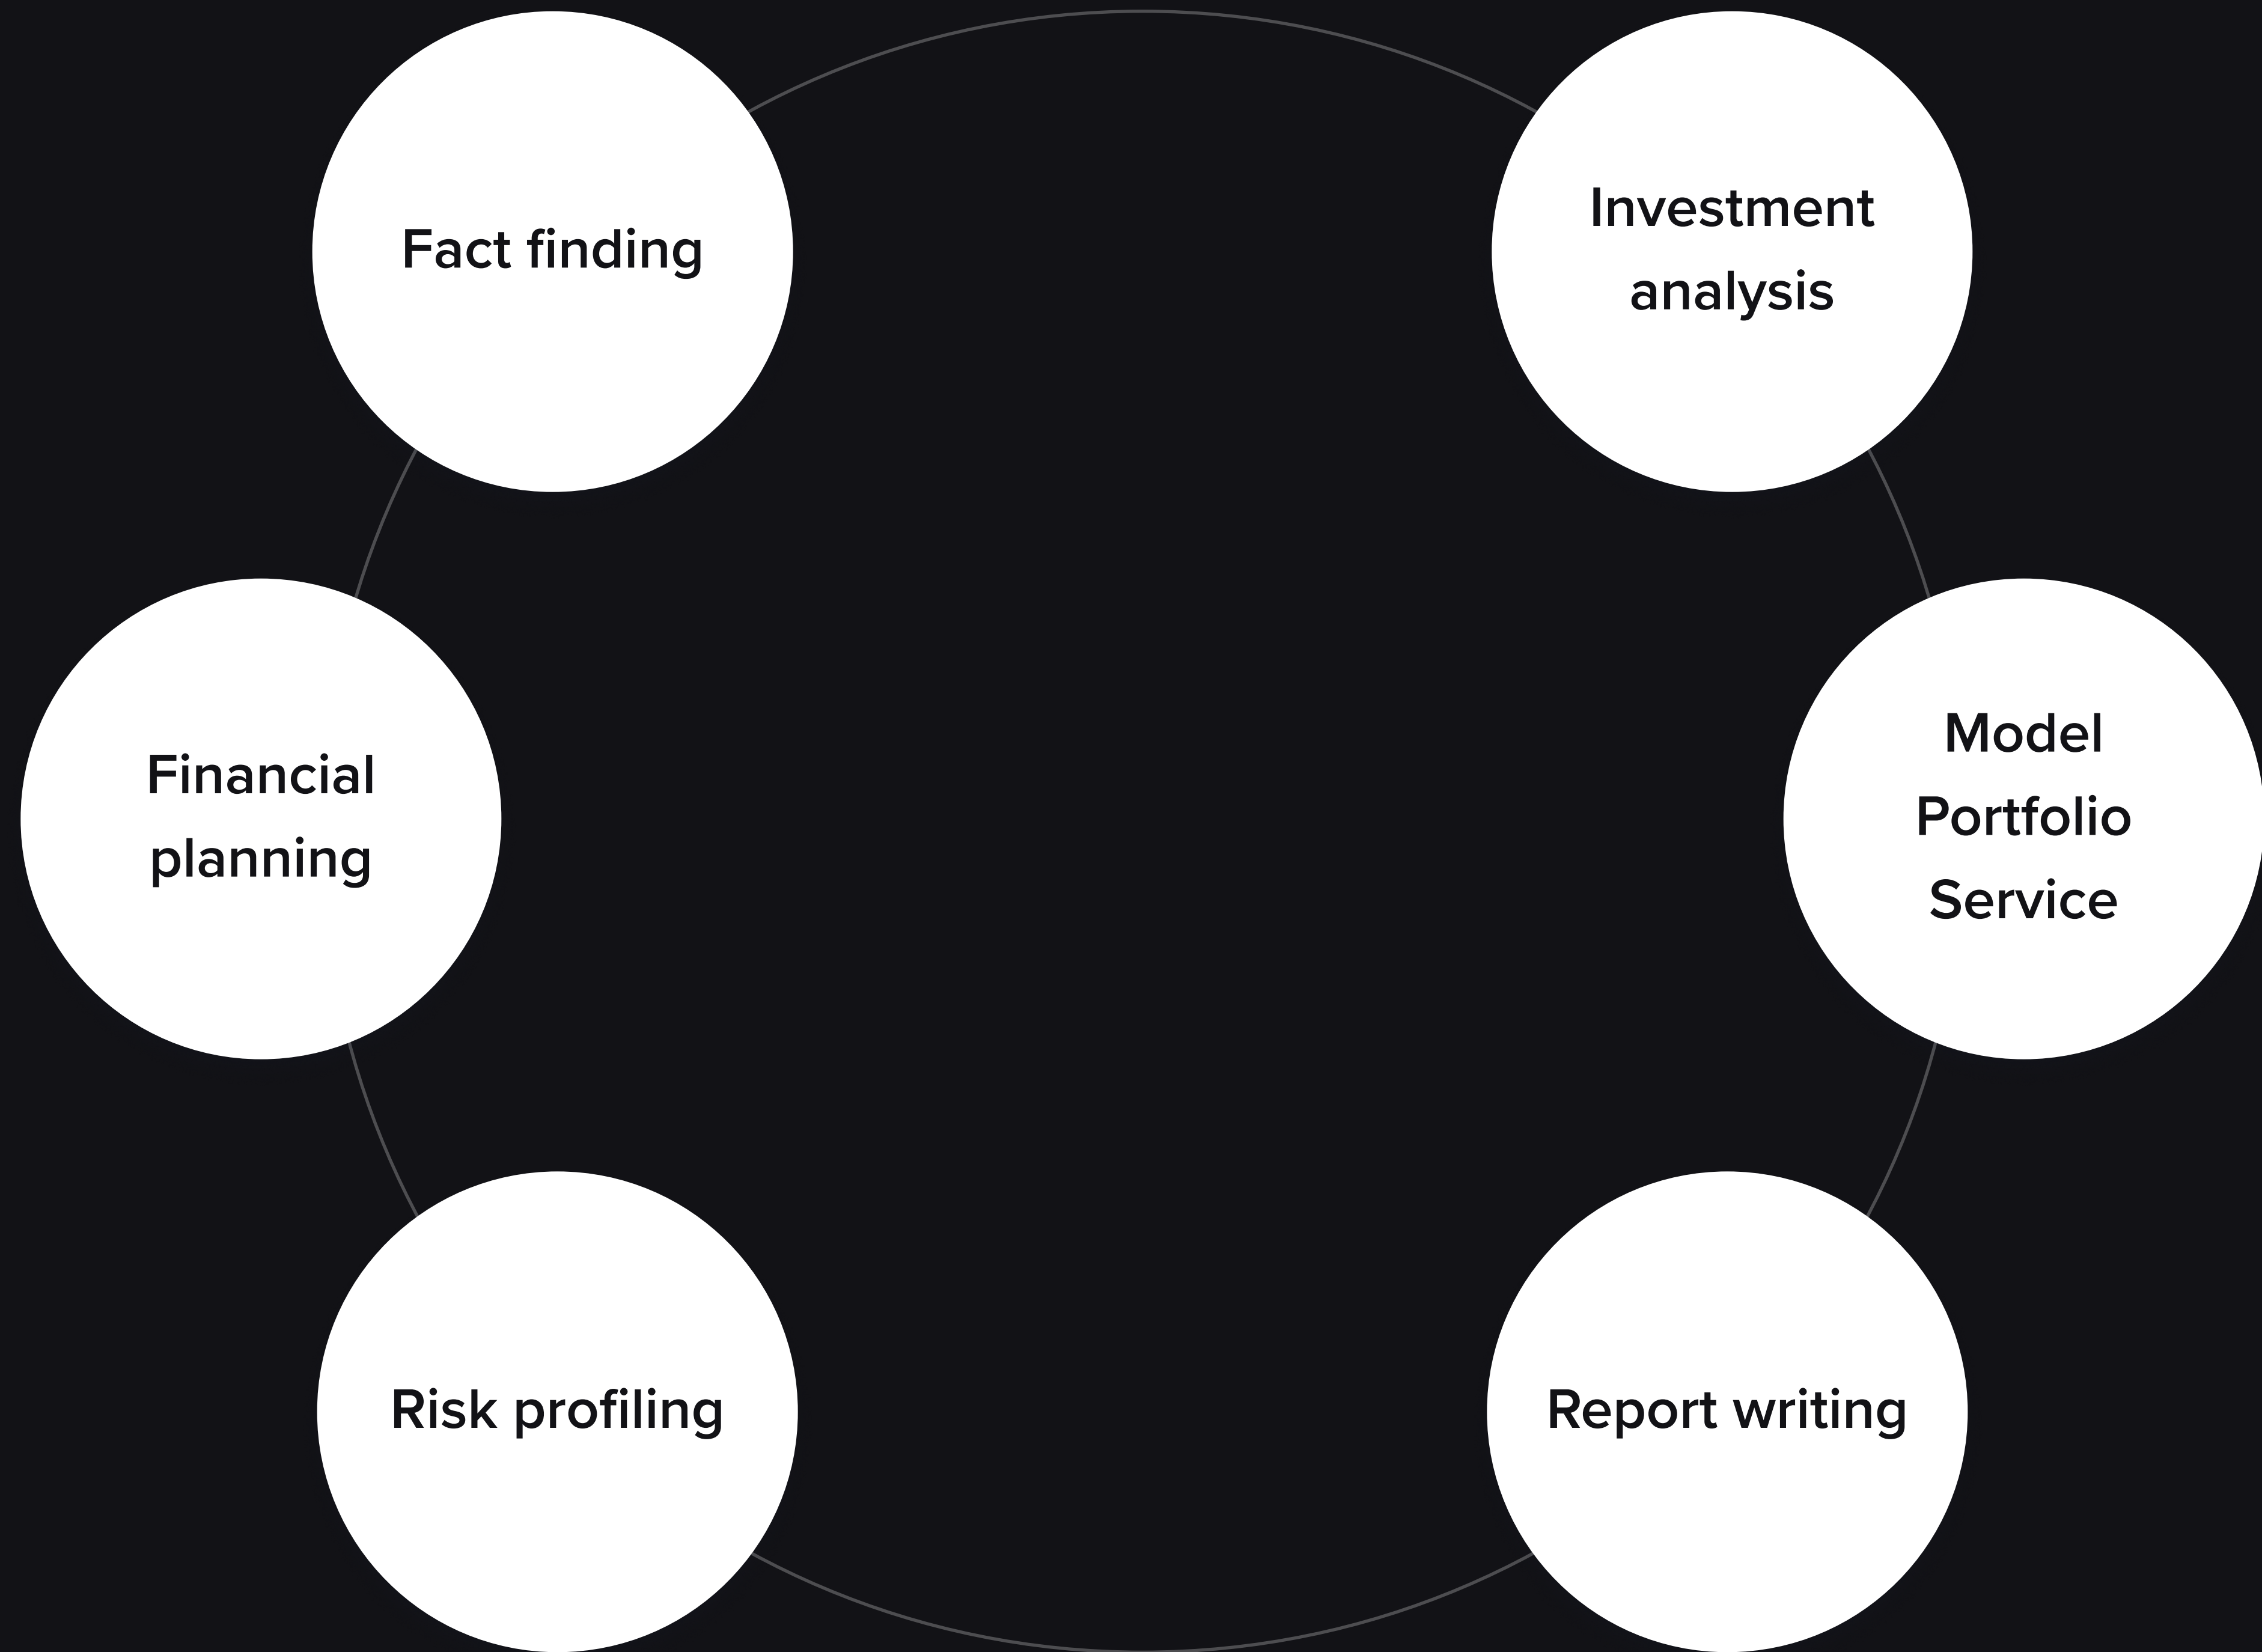 Fact finding
Investment
analysis
Financial
planning
Model
Portfolio
Service
Risk profiling
Report writing